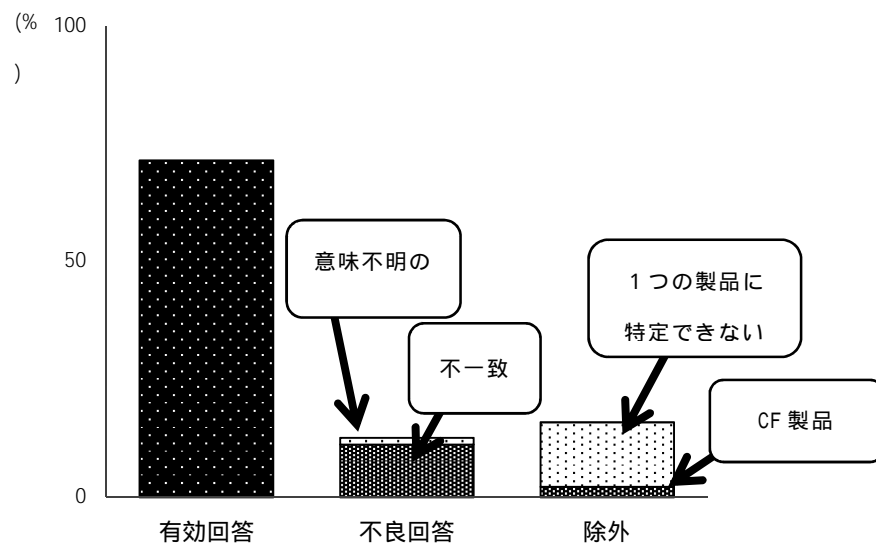 (%
)
100
50
0
意味不明の
不一致
1つの製品に
特定できない
CF製品
有効回答
不良回答
除外